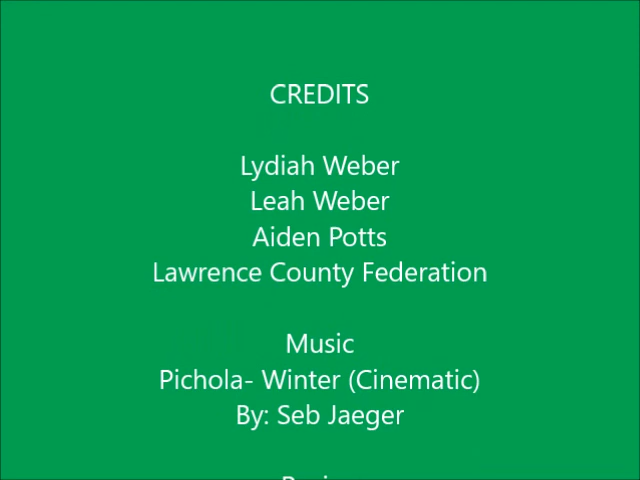 CREDITS
Lydiah Weber
Leah Weber
Aiden Potts
Lawrence County Federation
Music
Pichola- Winter (Cinematic)
By: Seb Jaeger